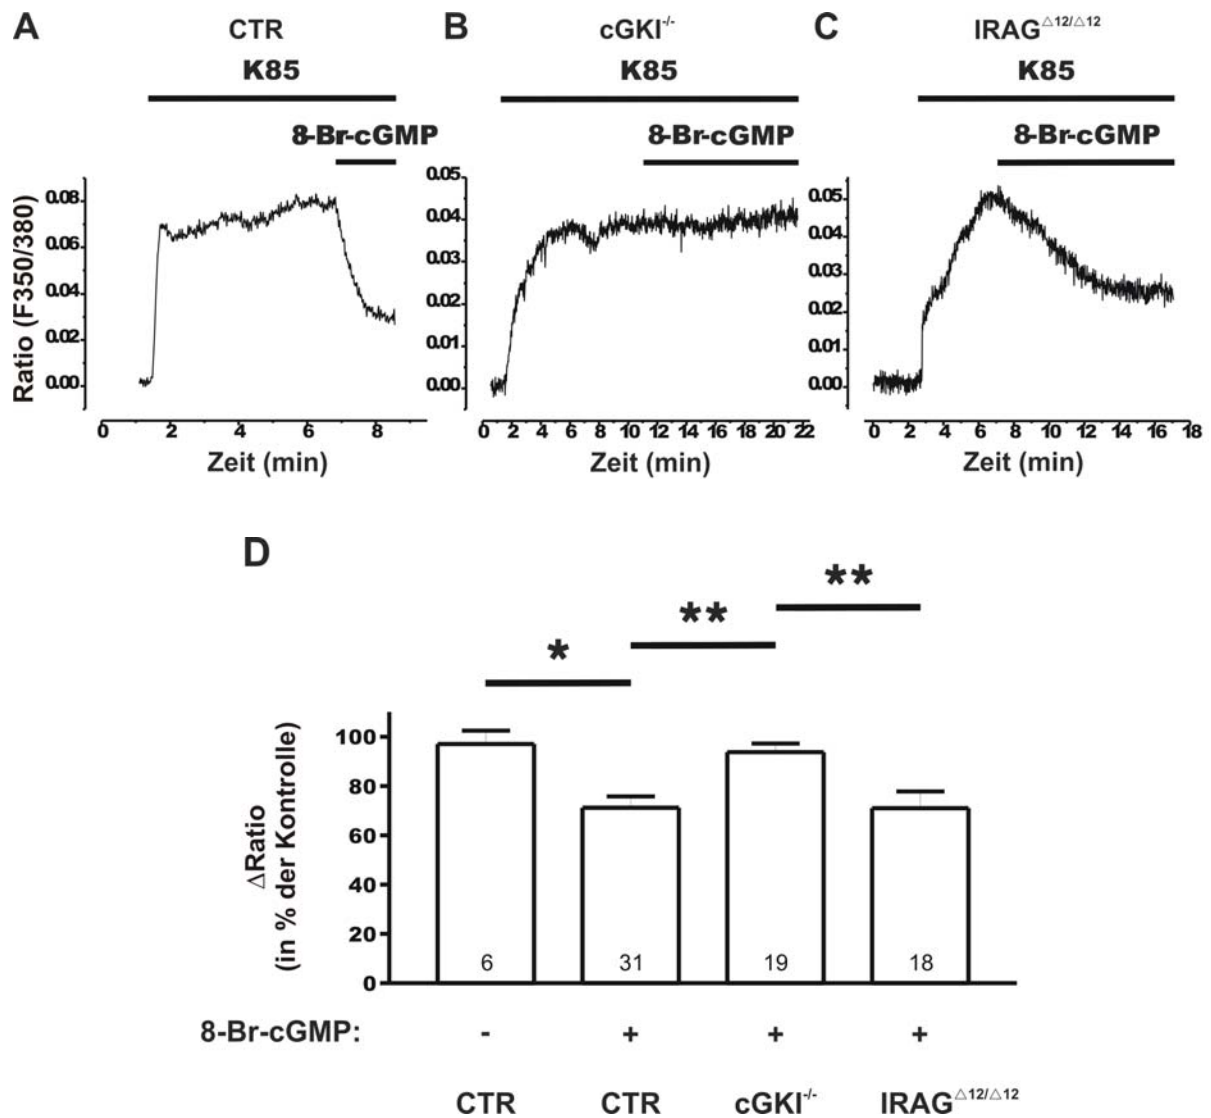 A CTR B cGKI-/- C IRAG△12/△12
K85 K85 K85
8-Br-cGMP 8-Br-cGMP 8-Br-cGMP
Ratio (F350/380)
0.08
0.06
0.04
0.02
0.00
0 2 4 6 8
Zeit (min)
0.05
0.04
0.03
0.02
0.01
0.00
0 2 4 6 8 10 12 14 16 18 20 22
Zeit (min)
0.05
0.04
0.03
0.02
0.01
0.00
0 2 4 6 8 10 12 14 16 18
Zeit (min)
D
**
**
*
ΔRatio
(in % der Kontrolle)
100
80
60
40
20
0
6 31 19 18
8-Br-cGMP: - + + +
CTR CTR cGKI-/- IRAG△12/△12